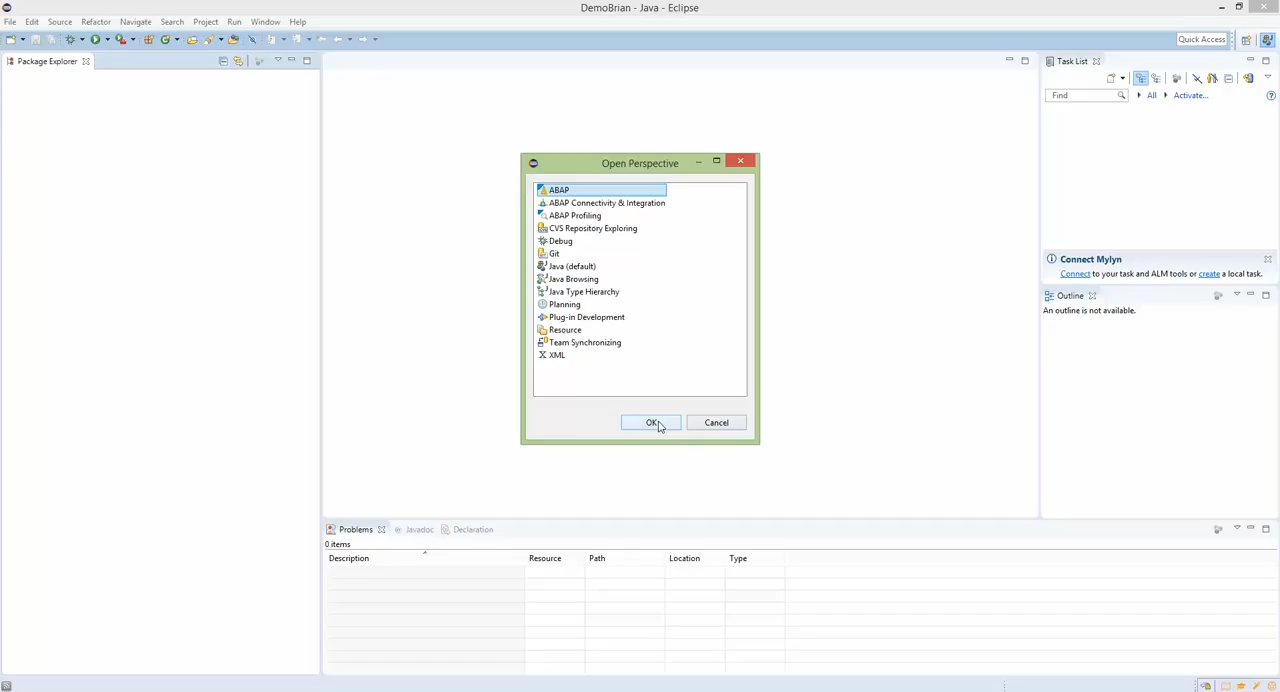 DemoBrian - Java - Eclipse
File Edit Source Refactor Navigate Search Project Run Window Help
Quick Access
Package Explorer
Task List
Find
All
Activate...
Open Perspective
ABAP
ABAP Connectivity & Integration
ABAP Profiling
CVS Repository Exploring
Debug
Git
Java (default)
Java Browsing
Java Type Hierarchy
Planning
Plug-in Development
Resource
Team Synchronizing
XML
OK Cancel
Connect Mylyn
Connect to your task and ALM tools or create a local task.
Outline
An outline is not available.
Problems Javadoc Declaration
0 items
Description Resource Path Location Type